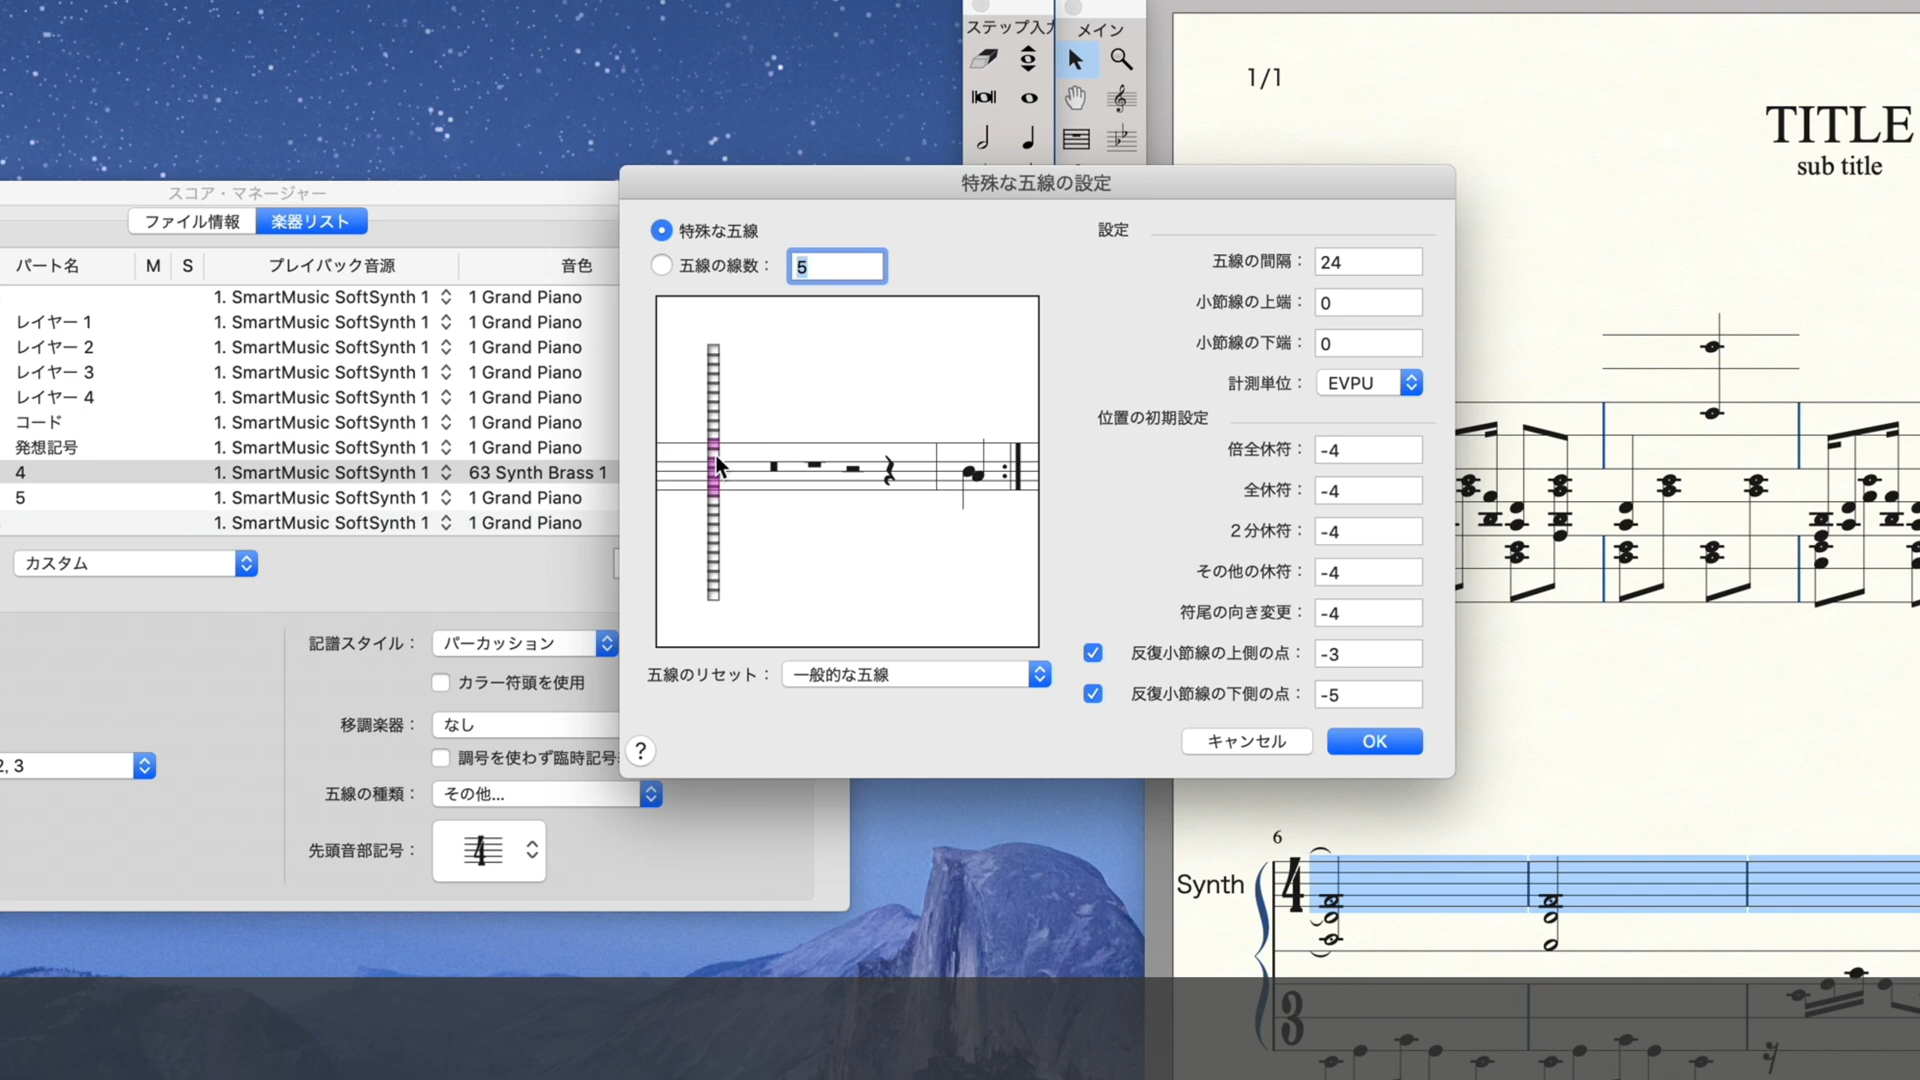 ステップ入力
メイン
1/1
TITLE
sub title
スコア・マネージャー
ファイル情報
楽器リスト
パート名 M S プレイバック音源 音色
1. SmartMusic SoftSynth 1 1 Grand Piano
レイヤー 1 1. SmartMusic SoftSynth 1 1 Grand Piano
レイヤー 2 1. SmartMusic SoftSynth 1 1 Grand Piano
レイヤー 3 1. SmartMusic SoftSynth 1 1 Grand Piano
レイヤー 4 1. SmartMusic SoftSynth 1 1 Grand Piano
コード 1. SmartMusic SoftSynth 1 1 Grand Piano
発想記号 1. SmartMusic SoftSynth 1 1 Grand Piano
4 1. SmartMusic SoftSynth 1 63 Synth Brass 1
5 1. SmartMusic SoftSynth 1 1 Grand Piano
1. SmartMusic SoftSynth 1 1 Grand Piano
カスタム
2, 3
記譜スタイル： パーカッション
カラー符頭を使用
移調楽器： なし
調号を使わず臨時記号
五線の種類： その他...
先頭音部記号： 4
特殊な五線の設定
特殊な五線
五線の線数： 5
五線のリセット： 一般的な五線
?
設定
五線の間隔： 24
小節線の上端： 0
小節線の下端： 0
計測単位： EVPU
位置の初期設定
倍全休符： -4
全休符： -4
２分休符： -4
その他の休符： -4
符尾の向き変更： -4
反復小節線の上側の点： -3
反復小節線の下側の点： -5
キャンセル OK
6
Synth
4
3